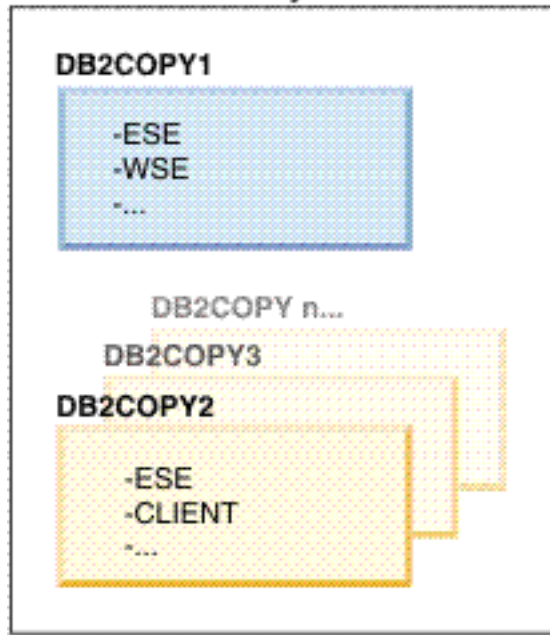 DB2COPY1
-ESE
-WSE
-...
DB2COPY n...
DB2COPY3
DB2COPY2
-ESE
-CLIENT
-...